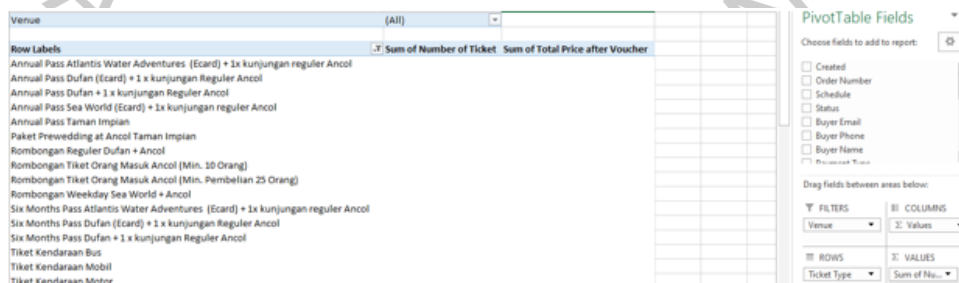 Venue (All)
Row Labels Sum of Number of Ticket Sum of Total Price after Voucher
Annual Pass Atlantis Water Adventures (Ecard) + 1x kunjungan reguler Ancol
Annual Pass Dufan (Ecard) + 1 x kunjungan Reguler Ancol
Annual Pass Dufan + 1 x kunjungan Reguler Ancol
Annual Pass Sea World (Ecard) + 1x kunjungan reguler Ancol
Annual Pass Taman Impian
Paket Prewedding at Ancol Taman Impian
Rombongan Reguler Dufan + Ancol
Rombongan Tiket Orang Masuk Ancol (Min. 10 Orang)
Rombongan Tiket Orang Masuk Ancol (Min. Pembelian 25 Orang)
Rombongan Weekday Sea World + Ancol
Six Months Pass Atlantis Water Adventures (Ecard) + 1x kunjungan reguler Ancol
Six Months Pass Dufan (Ecard) + 1 x kunjungan Reguler Ancol
Six Months Pass Dufan + 1 x kunjungan Reguler Ancol
Tiket Kendaraan Bus
Tiket Kendaraan Mobil
Tiket Kendaraan Motor
PivotTable Fields
Choose fields to add to report:
Created
Order Number
Schedule
Status
Buyer Email
Buyer Phone
Buyer Name
Payment Type
Drag fields between areas below:
FILTERS COLUMNS
Venue Σ Values
ROWS Σ VALUES
Ticket Type Sum of Nu...